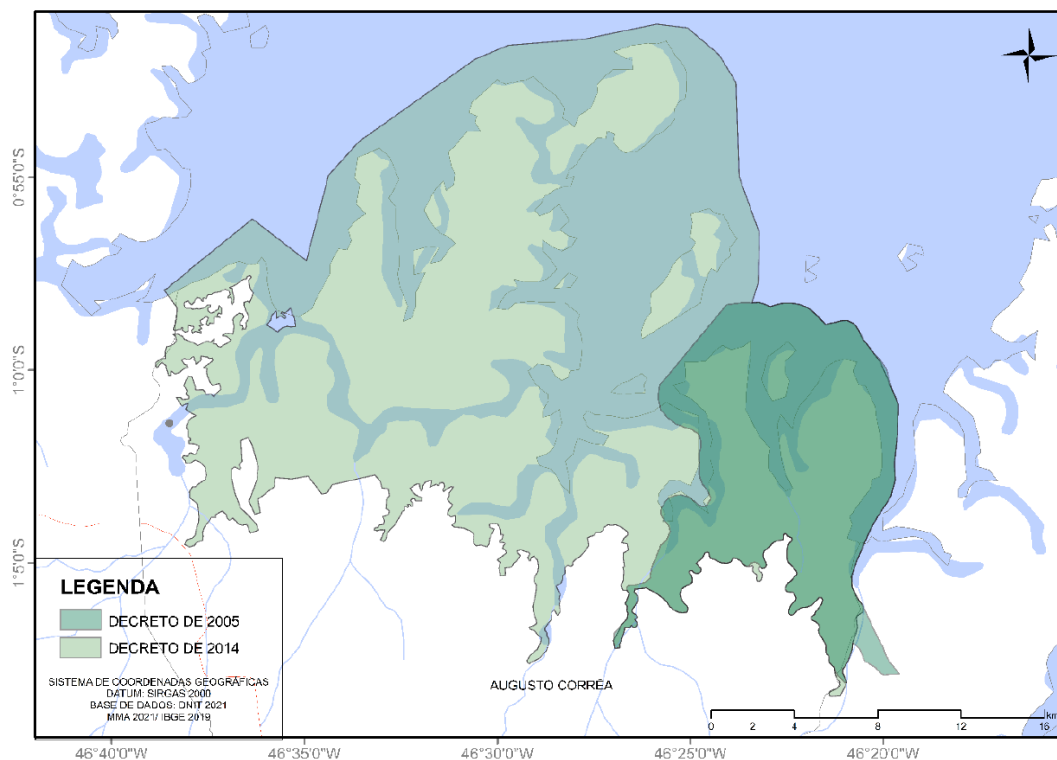 0°55'0"S
1°0'0"S
1°5'0"S
LEGENDA
DECRETO DE 2005
DECRETO DE 2014
SISTEMA DE COORDENADAS GEOGRÁFICAS
DATUM: SIRGAS 2000
BASE DE DADOS: DNIT 2021
MMA 2021/ IBGE 2019
AUGUSTO CORRÊA
0 2 4 8 12 16 km
46°40'0"W 46°35'0"W 46°30'0"W 46°25'0"W 46°20'0"W